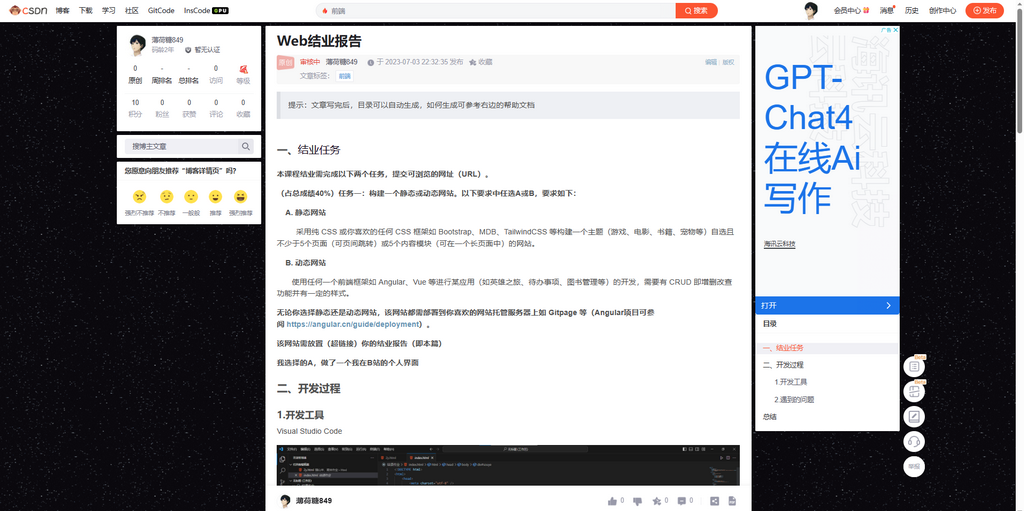 CSDN 博客 下载 学习 社区 GitCode InsCode GPU
前端
搜索
会员中心 消息 历史 创作中心 发布
薄荷糖849
码龄2年 暂无认证
0 - - 0
原创 周排名 总排名 访问 等级
10 0 0 0 0
积分 粉丝 获赞 评论 收藏
搜博主文章
您愿意向朋友推荐“博客详情页”吗?
强烈不推荐 不推荐 一般般 推荐 强烈推荐
Web结业报告
原创 审核中 薄荷糖849 于 2023-07-03 22:32:35 发布 收藏
编辑 版权
文章标签: 前端
提示:文章写完后,目录可以自动生成,如何生成可参考右边的帮助文档
一、结业任务
本课程结业需完成以下两个任务,提交可浏览的网址(URL)。
(占总成绩40%)任务一:构建一个静态或动态网站。以下要求中任选A或B,要求如下:
A. 静态网站
采用纯 CSS 或你喜欢的任何 CSS 框架如 Bootstrap、MDB、TailwindCSS 等构建一个主题(游戏、电影、书籍、宠物等)自选且
不少于5个页面(可页间跳转)或5个内容模块(可在一个长页面中)的网站。
B. 动态网站
使用任何一个前端框架如 Angular、Vue 等进行某应用(如英雄之旅、待办事项、图书管理等)的开发,需要有 CRUD 即增删改查
功能并有一定的样式。
无论你选择静态还是动态网站,该网站都需部署到你喜欢的网站托管服务器上如 Gitpage 等(Angular项目可参
阅 https://angular.cn/guide/deployment)。
该网站需放置(超链接)你的结业报告(即本篇)
我选择的A,做了一个我在B站的个人界面
二、开发过程
1.开发工具
Visual Studio Code
薄荷糖849
0 0 0
广告
GPT-
Chat4
在线Ai
写作
海讯云科技
海讯云科技
打开
目录
一、结业任务
二、开发过程
1.开发工具
2.遇到的问题
总结
Beta
Beta
举报